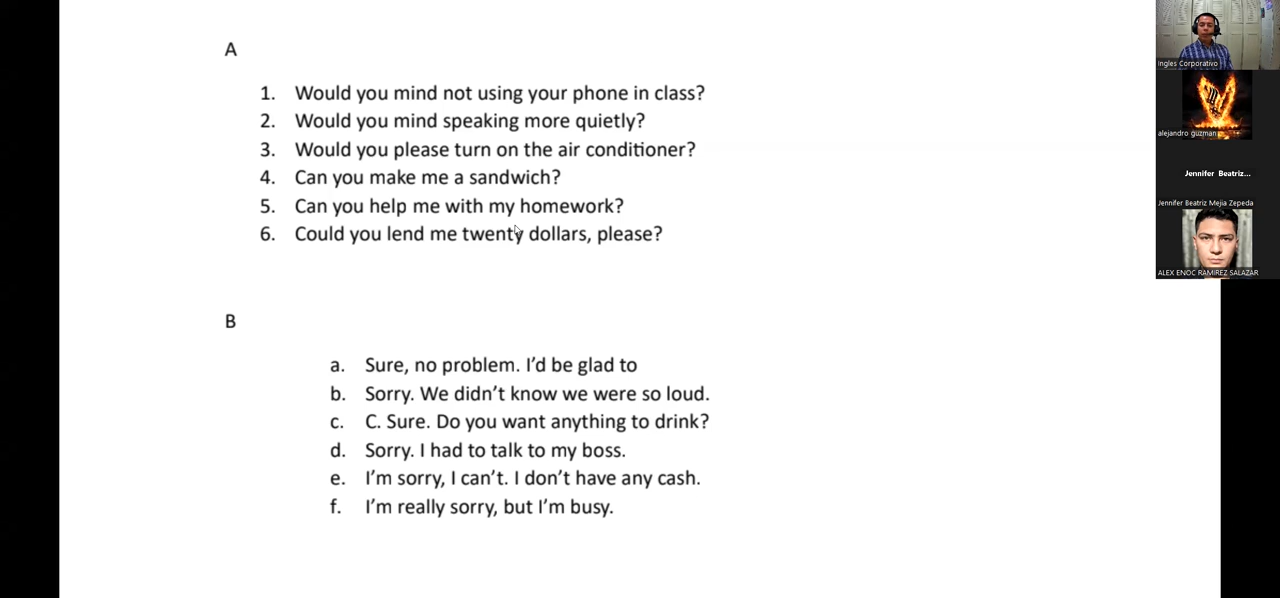 A
1. Would you mind not using your phone in class?
2. Would you mind speaking more quietly?
3. Would you please turn on the air conditioner?
4. Can you make me a sandwich?
5. Can you help me with my homework?
6. Could you lend me twenty dollars, please?
B
a. Sure, no problem. I'd be glad to
b. Sorry. We didn't know we were so loud.
c. C. Sure. Do you want anything to drink?
d. Sorry. I had to talk to my boss.
e. I'm sorry, I can't. I don't have any cash.
f. I'm really sorry, but I'm busy.
Ingles Corporativo
alejandro guzman
Jennifer Beatriz...
Jennifer Beatriz Mejia Zepeda
ALEX ENOC RAMIREZ SALAZAR